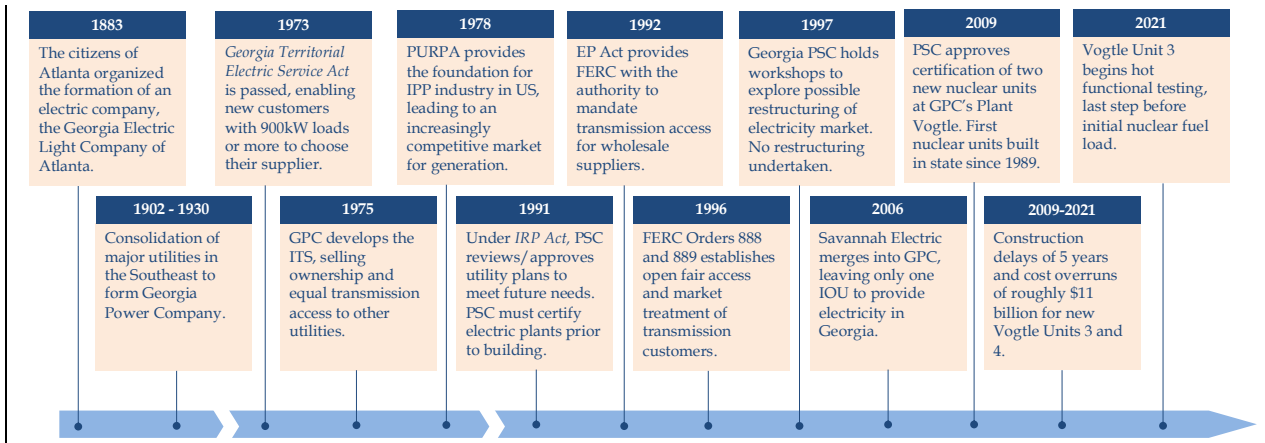 1883
The citizens of
Atlanta organized
the formation of an
electric company,
the Georgia Electric
Light Company of
Atlanta.
1902 - 1930
Consolidation of
major utilities in
the Southeast to
form Georgia
Power Company.
1973
Georgia Territorial
Electric Service Act
is passed, enabling
new customers
with 900kW loads
or more to choose
their supplier.
1975
GPC develops the
ITS, selling
ownership and
equal transmission
access to other
utilities.
1978
PURPA provides
the foundation for
IPP industry in US,
leading to an
increasingly
competitive market
for generation.
1991
Under IRP Act, PSC
reviews/approves
utility plans to
meet future needs.
PSC must certify
electric plants prior
to building.
1992
EP Act provides
FERC with the
authority to
mandate
transmission access
for wholesale
suppliers.
1996
FERC Orders 888
and 889 establishes
open fair access
and market
treatment of
transmission
customers.
1997
Georgia PSC holds
workshops to
explore possible
restructuring of
electricity market.
No restructuring
undertaken.
2006
Savannah Electric
merges into GPC,
leaving only one
IOU to provide
electricity in
Georgia.
2009
PSC approves
certification of two
new nuclear units
at GPC's Plant
Vogtle. First
nuclear units built
in state since 1989.
2009-2021
Construction
delays of 5 years
and cost overruns
of roughly $11
billion for new
Vogtle Units 3 and
4.
2021
Vogtle Unit 3
begins hot
functional testing,
last step before
initial nuclear fuel
load.